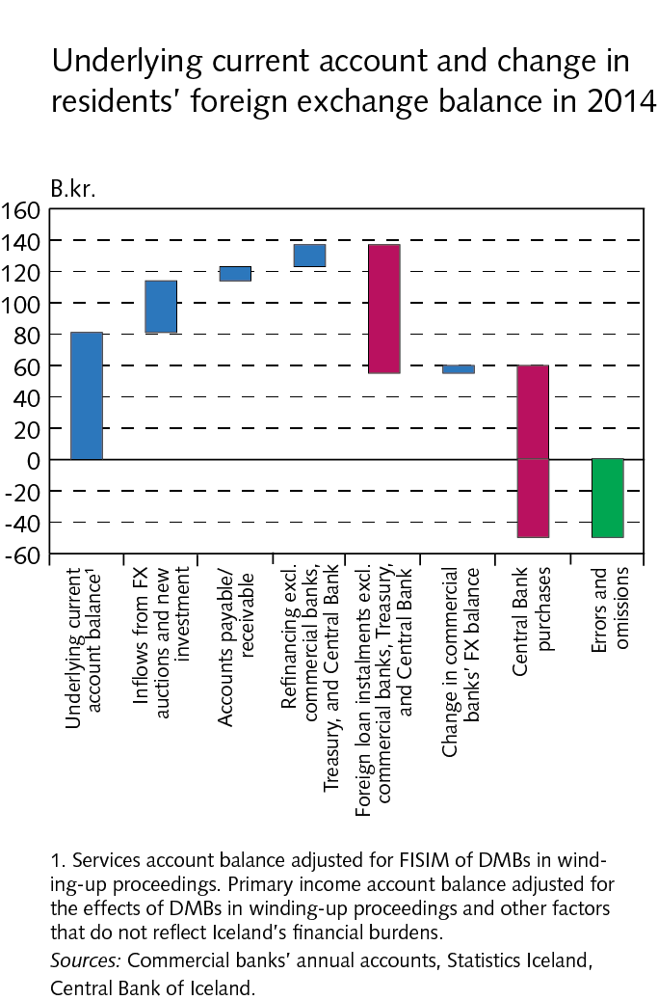 Underlying current account and change in
residents’ foreign exchange balance in 2014
B.kr.
160
140
120
100
80
60
40
20
0
-20
-40
-60
Underlying current
account balance¹
Inflows from FX
auctions and new
investment
Accounts payable/
receivable
Refinancing excl.
commercial banks,
Treasury, and Central Bank
Foreign loan instalments excl.
commercial banks, Treasury,
and Central Bank
Change in commercial
banks’ FX balance
Central Bank
purchases
Errors and
omissions
1. Services account balance adjusted for FISIM of DMBs in wind-
ing-up proceedings. Primary income account balance adjusted for
the effects of DMBs in winding-up proceedings and other factors
that do not reflect Iceland’s financial burdens.
Sources: Commercial banks’ annual accounts, Statistics Iceland,
Central Bank of Iceland.